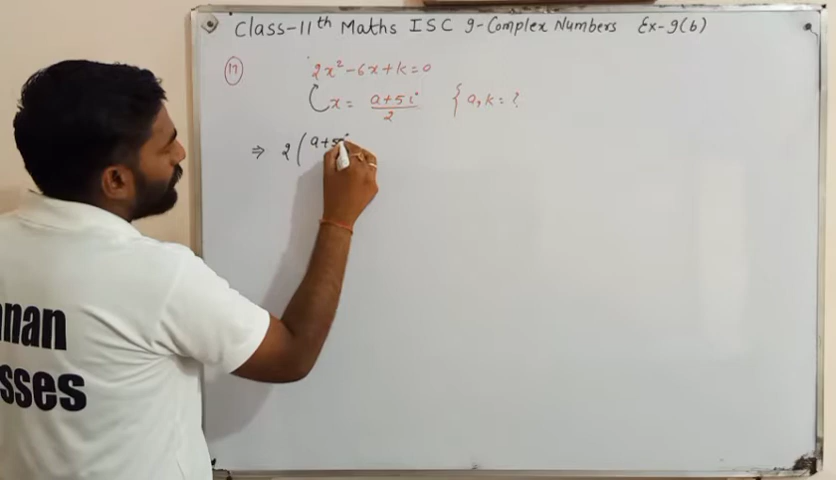 Class-11th Maths ISC 9-Complex Numbers Ex-9(b)
17 2x² - 6x + k = 0
x = a+5i/2 { a, k = ?
⇒ 2 ( a+5i
nan
sses